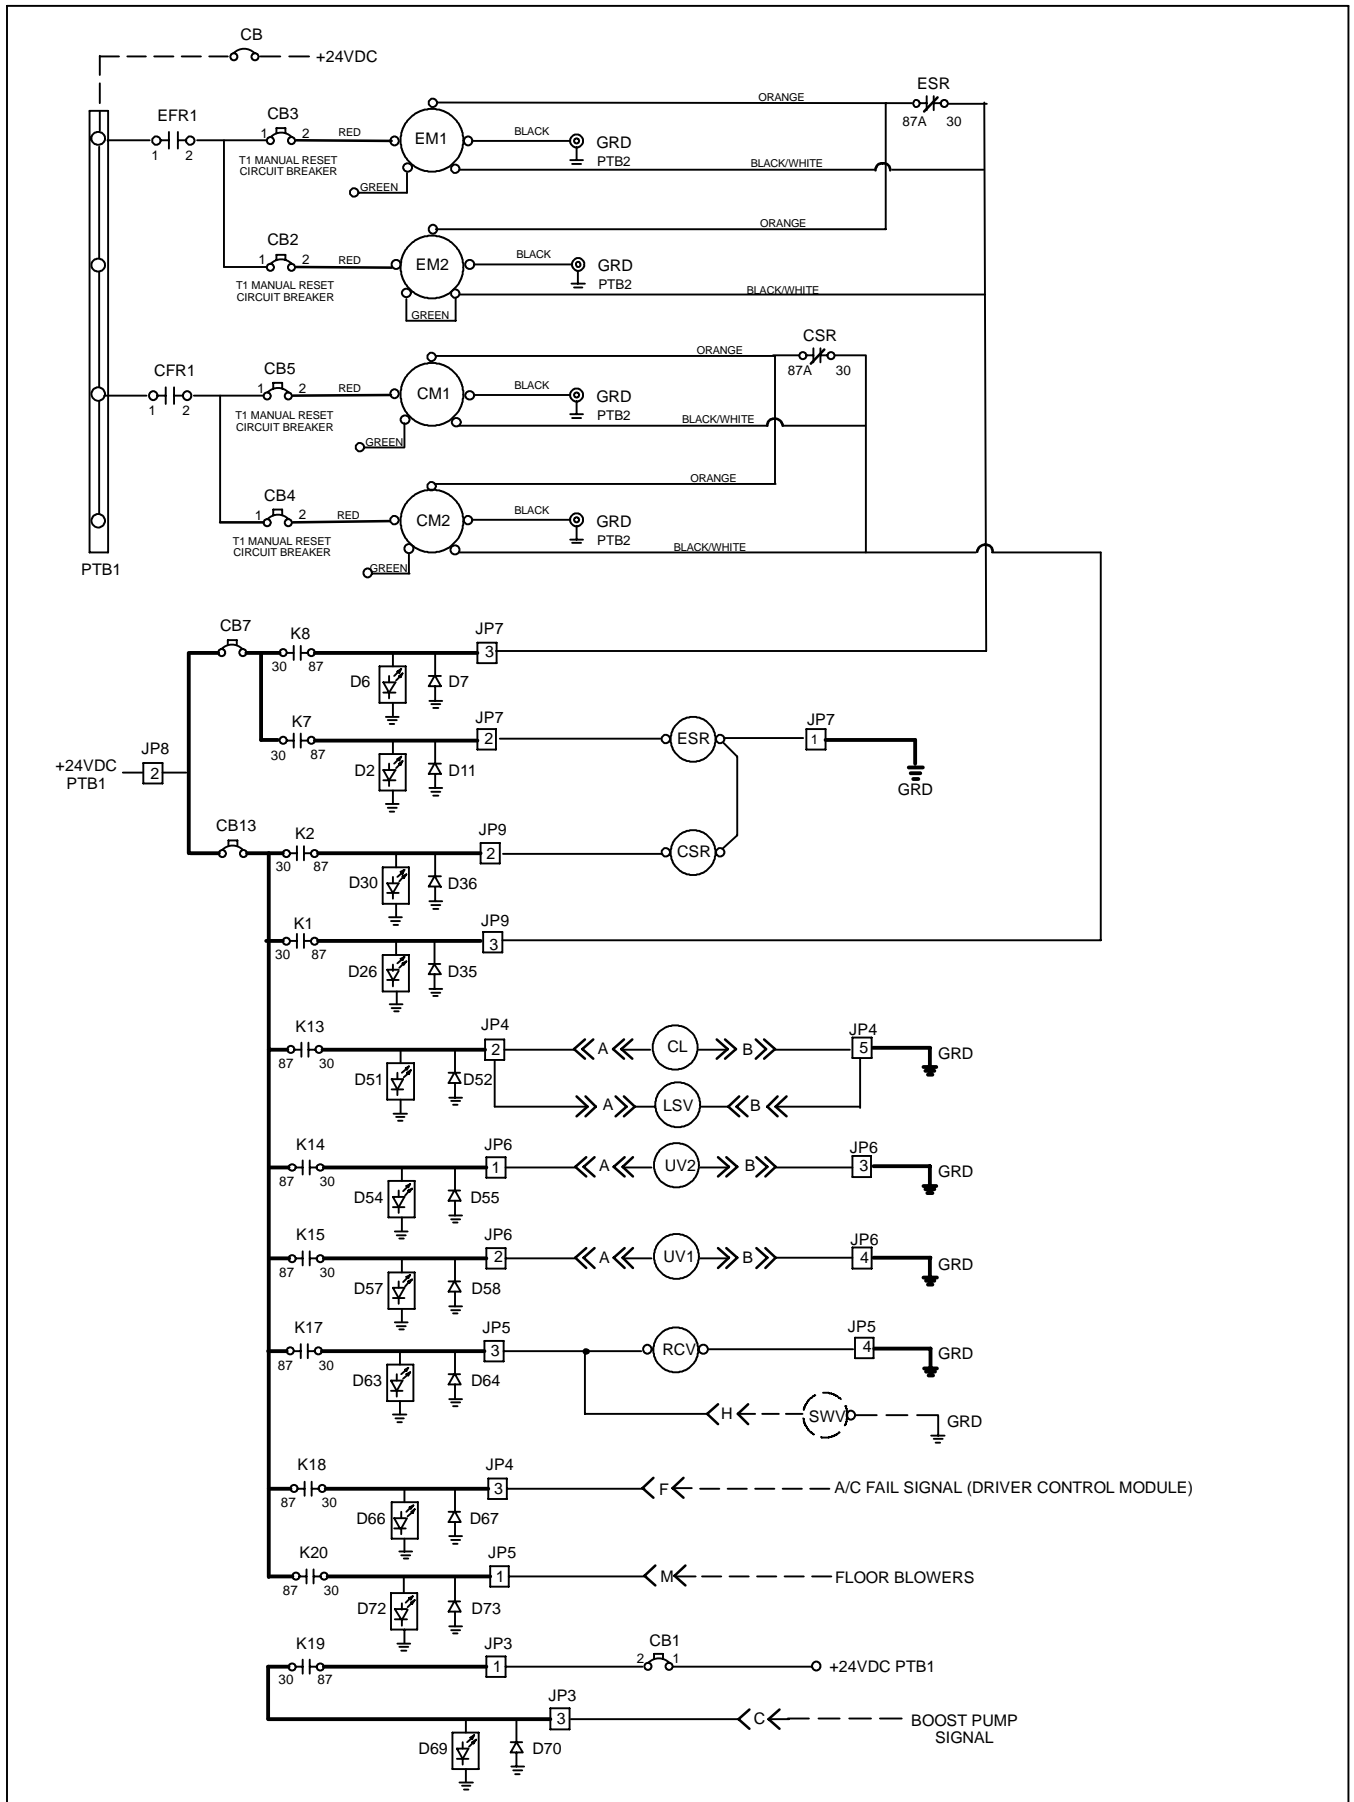 CB
+24VDC
ESR
87A 30
ORANGE
EFR1
1 2
CB3
1 2
RED
EM1
BLACK
GRD
PTB2
T1 MANUAL RESET
CIRCUIT BREAKER
BLACK/WHITE
GREEN
ORANGE
CB2
1 2
RED
EM2
BLACK
GRD
PTB2
T1 MANUAL RESET
CIRCUIT BREAKER
BLACK/WHITE
GREEN
CSR
87A 30
ORANGE
CFR1
1 2
CB5
1 2
RED
CM1
BLACK
GRD
PTB2
T1 MANUAL RESET
CIRCUIT BREAKER
BLACK/WHITE
GREEN
ORANGE
CB4
1 2
RED
CM2
BLACK
GRD
PTB2
T1 MANUAL RESET
CIRCUIT BREAKER
BLACK/WHITE
GREEN
PTB1
CB7
K8
30 87
JP7
3
D6
D7
K7
30 87
JP7
2
ESR
JP7
1
GRD
D2
D11
+24VDC
PTB1
JP8
2
CB13
K2
30 87
JP9
2
CSR
D30
D36
K1
30 87
JP9
3
D26
D35
K13
87 30
JP4
2
A
CL
B
JP4
5
GRD
D51
D52
A
LSV
B
K14
87 30
JP6
1
A
UV2
B
JP6
3
GRD
D54
D55
K15
87 30
JP6
2
A
UV1
B
JP6
4
GRD
D57
D58
K17
87 30
JP5
3
RCV
JP5
4
GRD
D63
D64
H
SWV
GRD
K18
87 30
JP4
3
F
A/C FAIL SIGNAL (DRIVER CONTROL MODULE)
D66
D67
K20
87 30
JP5
1
M
FLOOR BLOWERS
D72
D73
K19
30 87
JP3
1
CB1
2 1
+24VDC PTB1
JP3
3
C
BOOST PUMP
SIGNAL
D69
D70